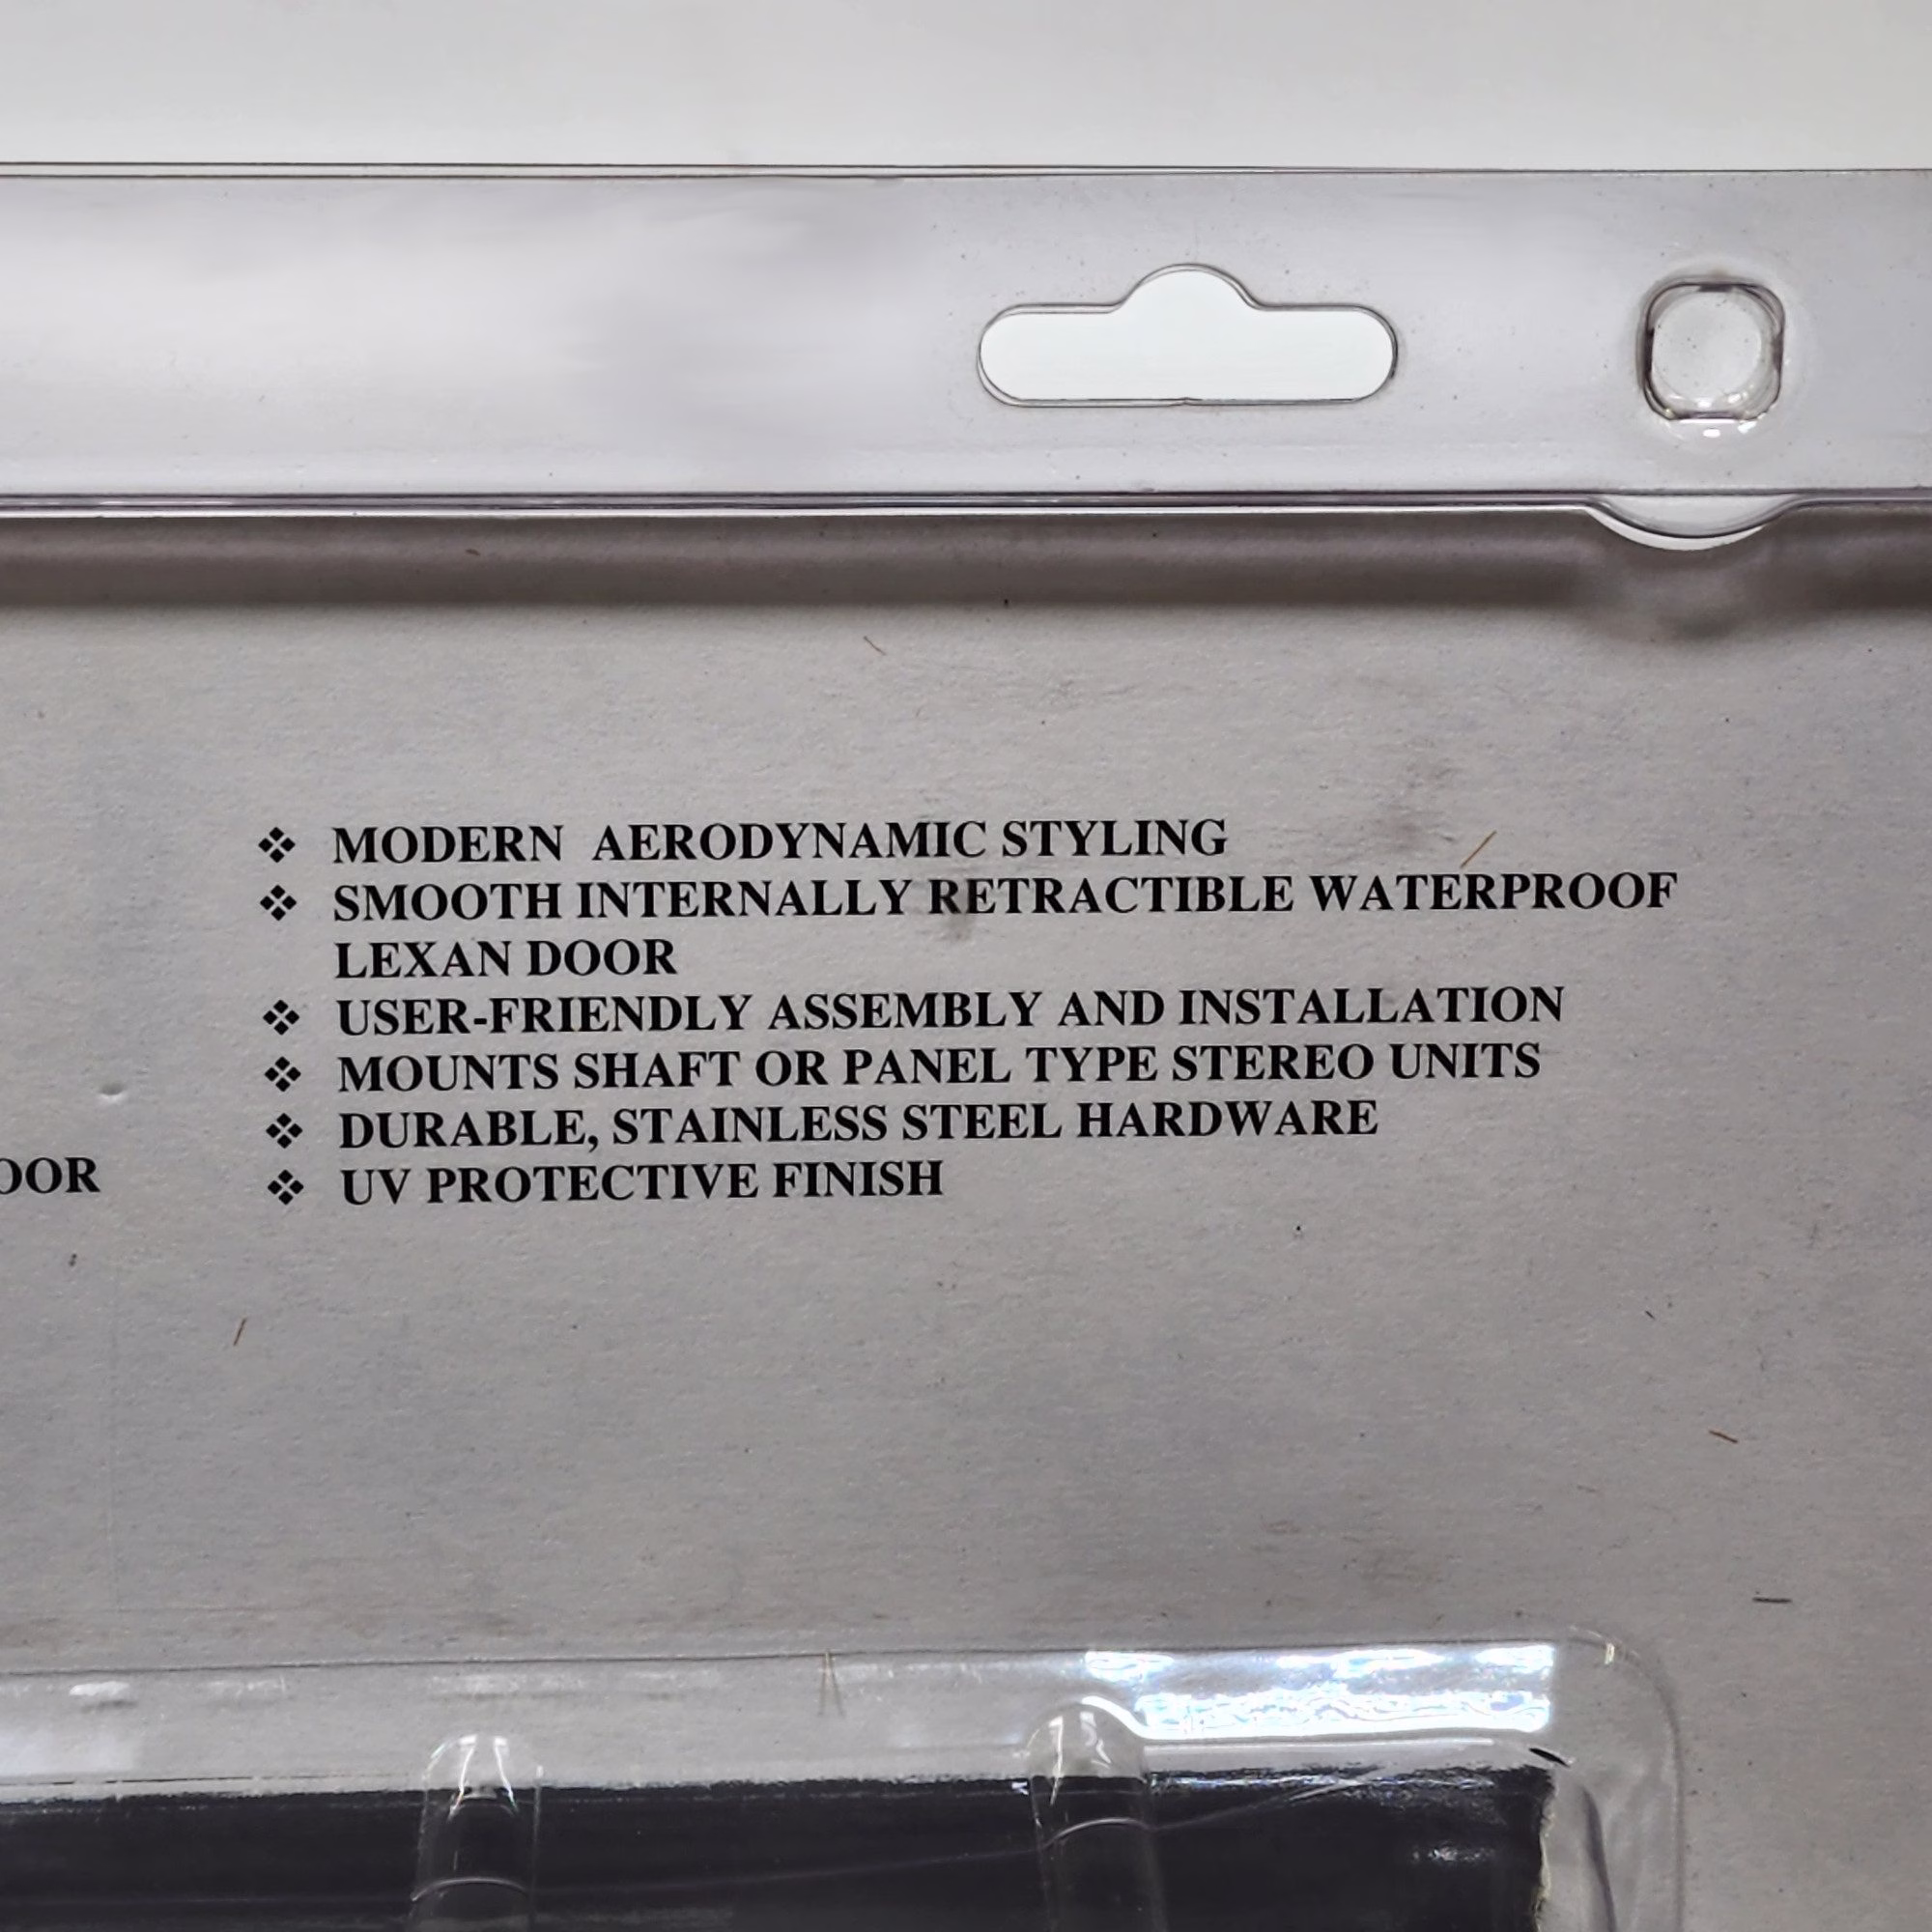 ❖ MODERN AERODYNAMIC STYLING
❖ SMOOTH INTERNALLY RETRACTIBLE WATERPROOF
LEXAN DOOR
❖ USER-FRIENDLY ASSEMBLY AND INSTALLATION
❖ MOUNTS SHAFT OR PANEL TYPE STEREO UNITS
❖ DURABLE, STAINLESS STEEL HARDWARE
❖ UV PROTECTIVE FINISH